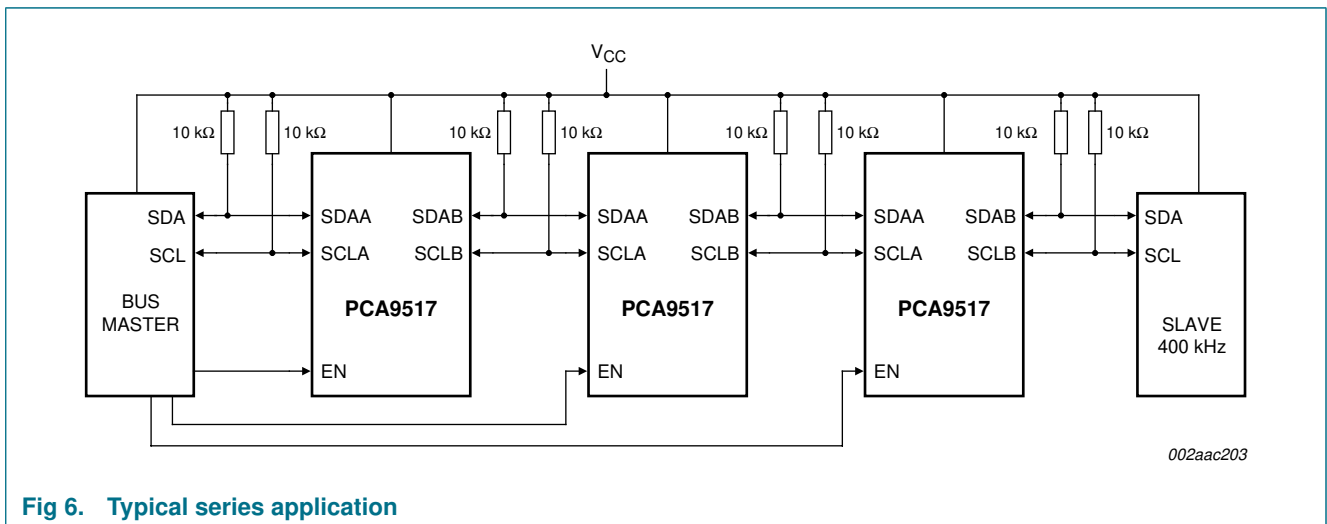 VCC
10 kΩ 10 kΩ 10 kΩ 10 kΩ 10 kΩ 10 kΩ 10 kΩ 10 kΩ
SDA SDAA SDAB SDAA SDAB SDAA SDAB SDA
SCL SCLA SCLB SCLA SCLB SCLA SCLB SCL
BUS
MASTER
PCA9517 PCA9517 PCA9517
SLAVE
400 kHz
EN EN EN
002aac203
Fig 6. Typical series application